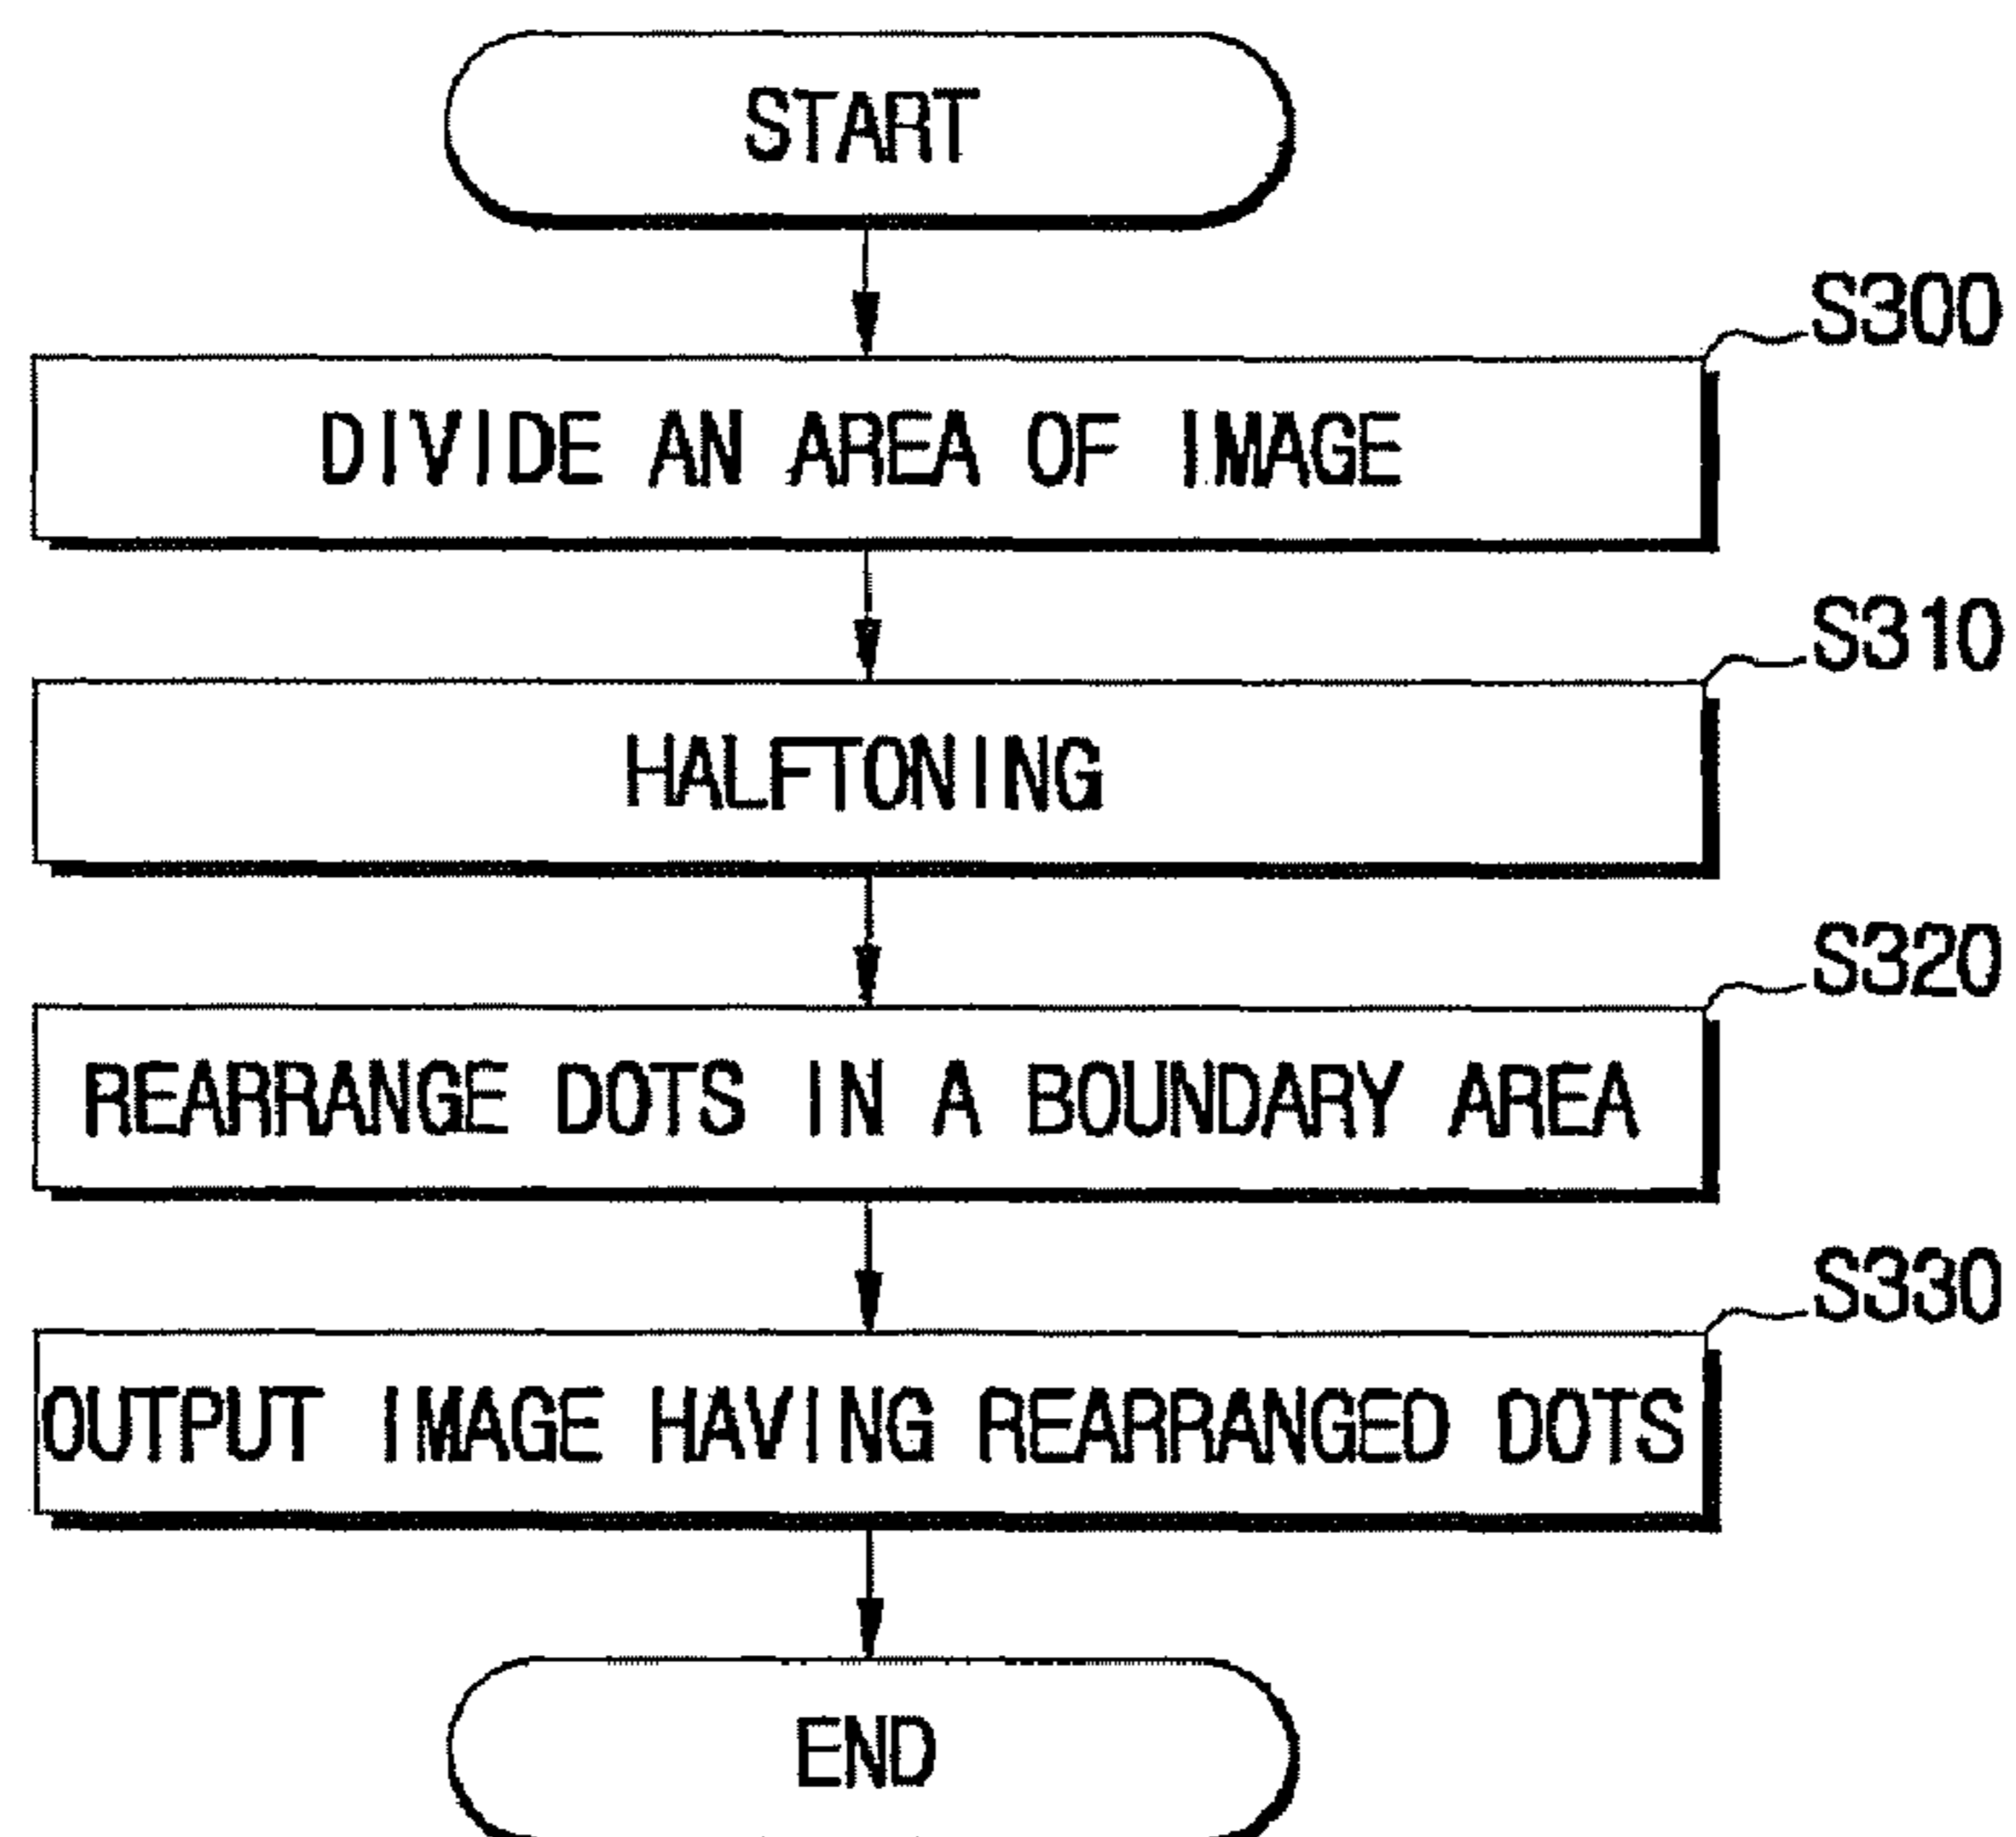 START
S300
DIVIDE AN AREA OF IMAGE
S310
HALFTONING
S320
REARRANGE DOTS IN A BOUNDARY AREA
S330
OUTPUT IMAGE HAVING REARRANGED DOTS
END